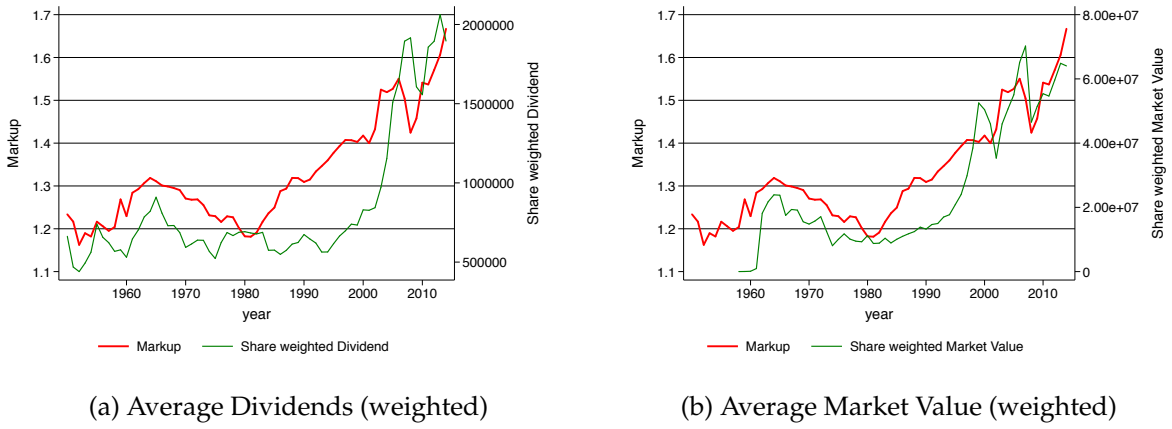 1.7
1.6
1.5
1.4
1.3
1.2
1.1
Markup
2000000
1500000
1000000
500000
Share weighted Dividend
1960 1970 1980 1990 2000 2010
year
Markup Share weighted Dividend
(a) Average Dividends (weighted)
1.7
1.6
1.5
1.4
1.3
1.2
1.1
Markup
8.00e+07
6.00e+07
4.00e+07
2.00e+07
0
Share weighted Market Value
1960 1970 1980 1990 2000 2010
year
Markup Share weighted Market Value
(b) Average Market Value (weighted)